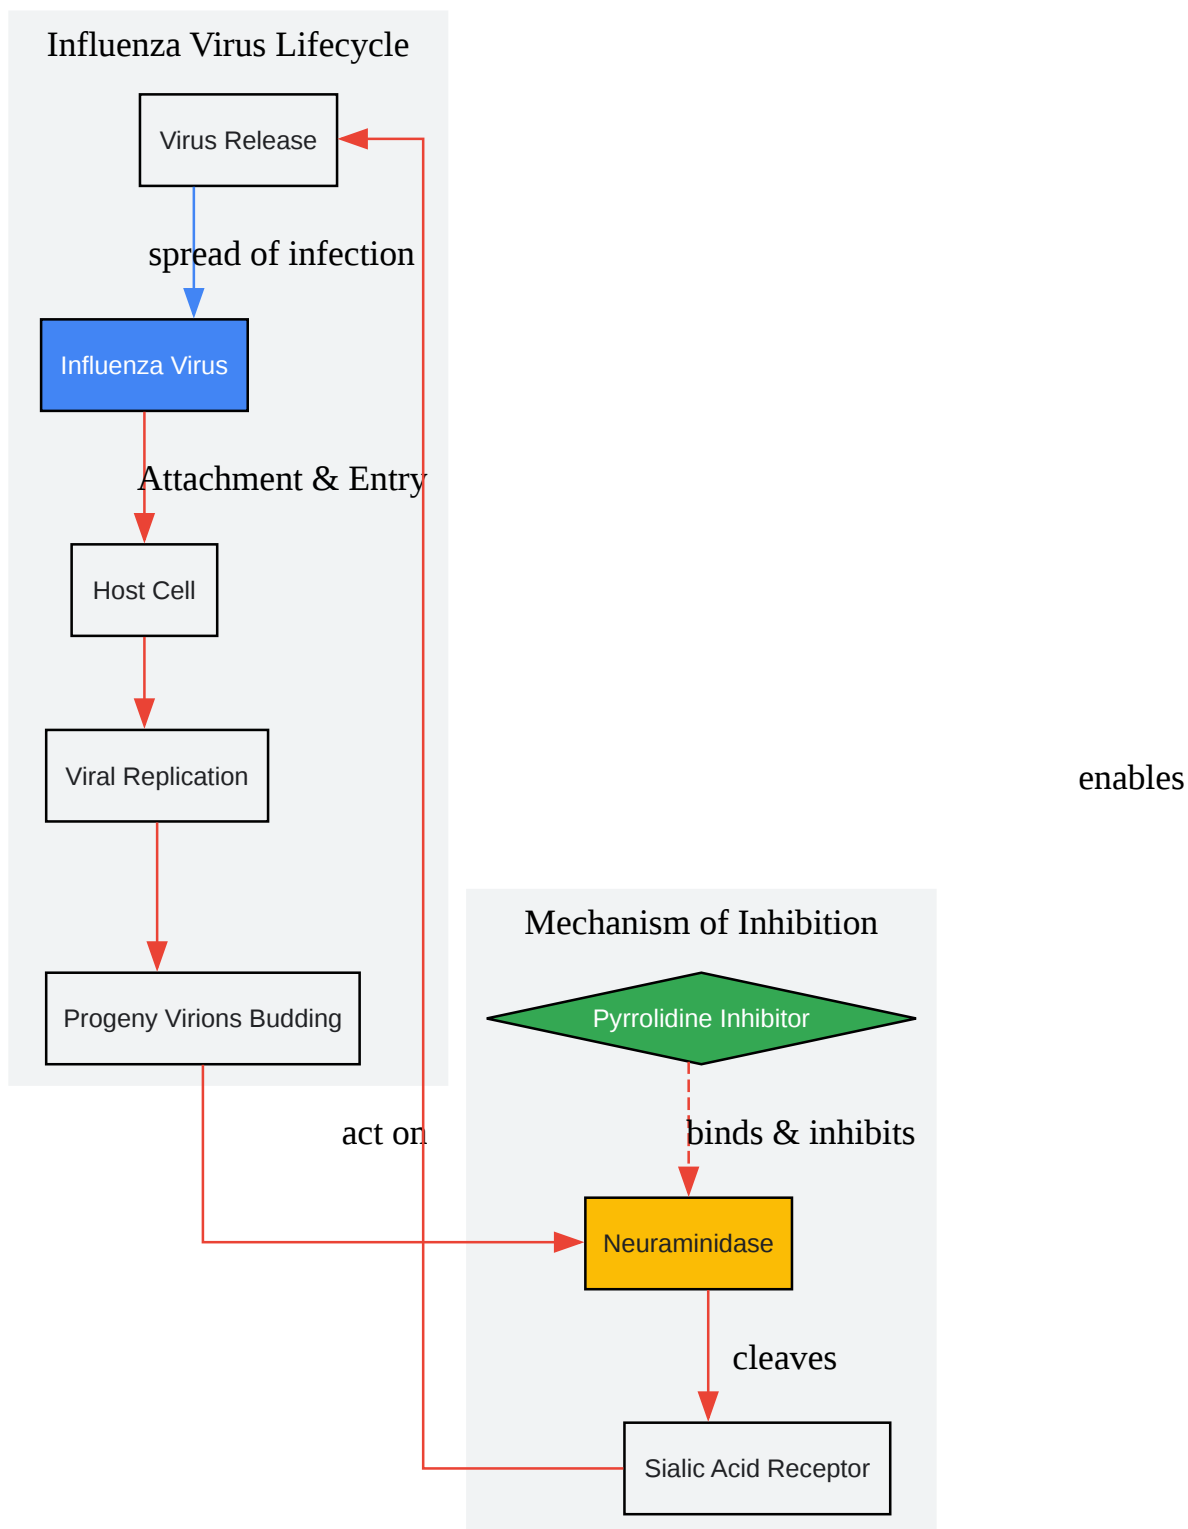 Influenza Virus Lifecycle
Virus Release
spread of infection
Influenza Virus
Attachment & Entry
Host Cell
Viral Replication
enables
Mechanism of Inhibition
Progeny Virions Budding
Pyrrolidine Inhibitor
act on
binds & inhibits
Neuraminidase
cleaves
Sialic Acid Receptor